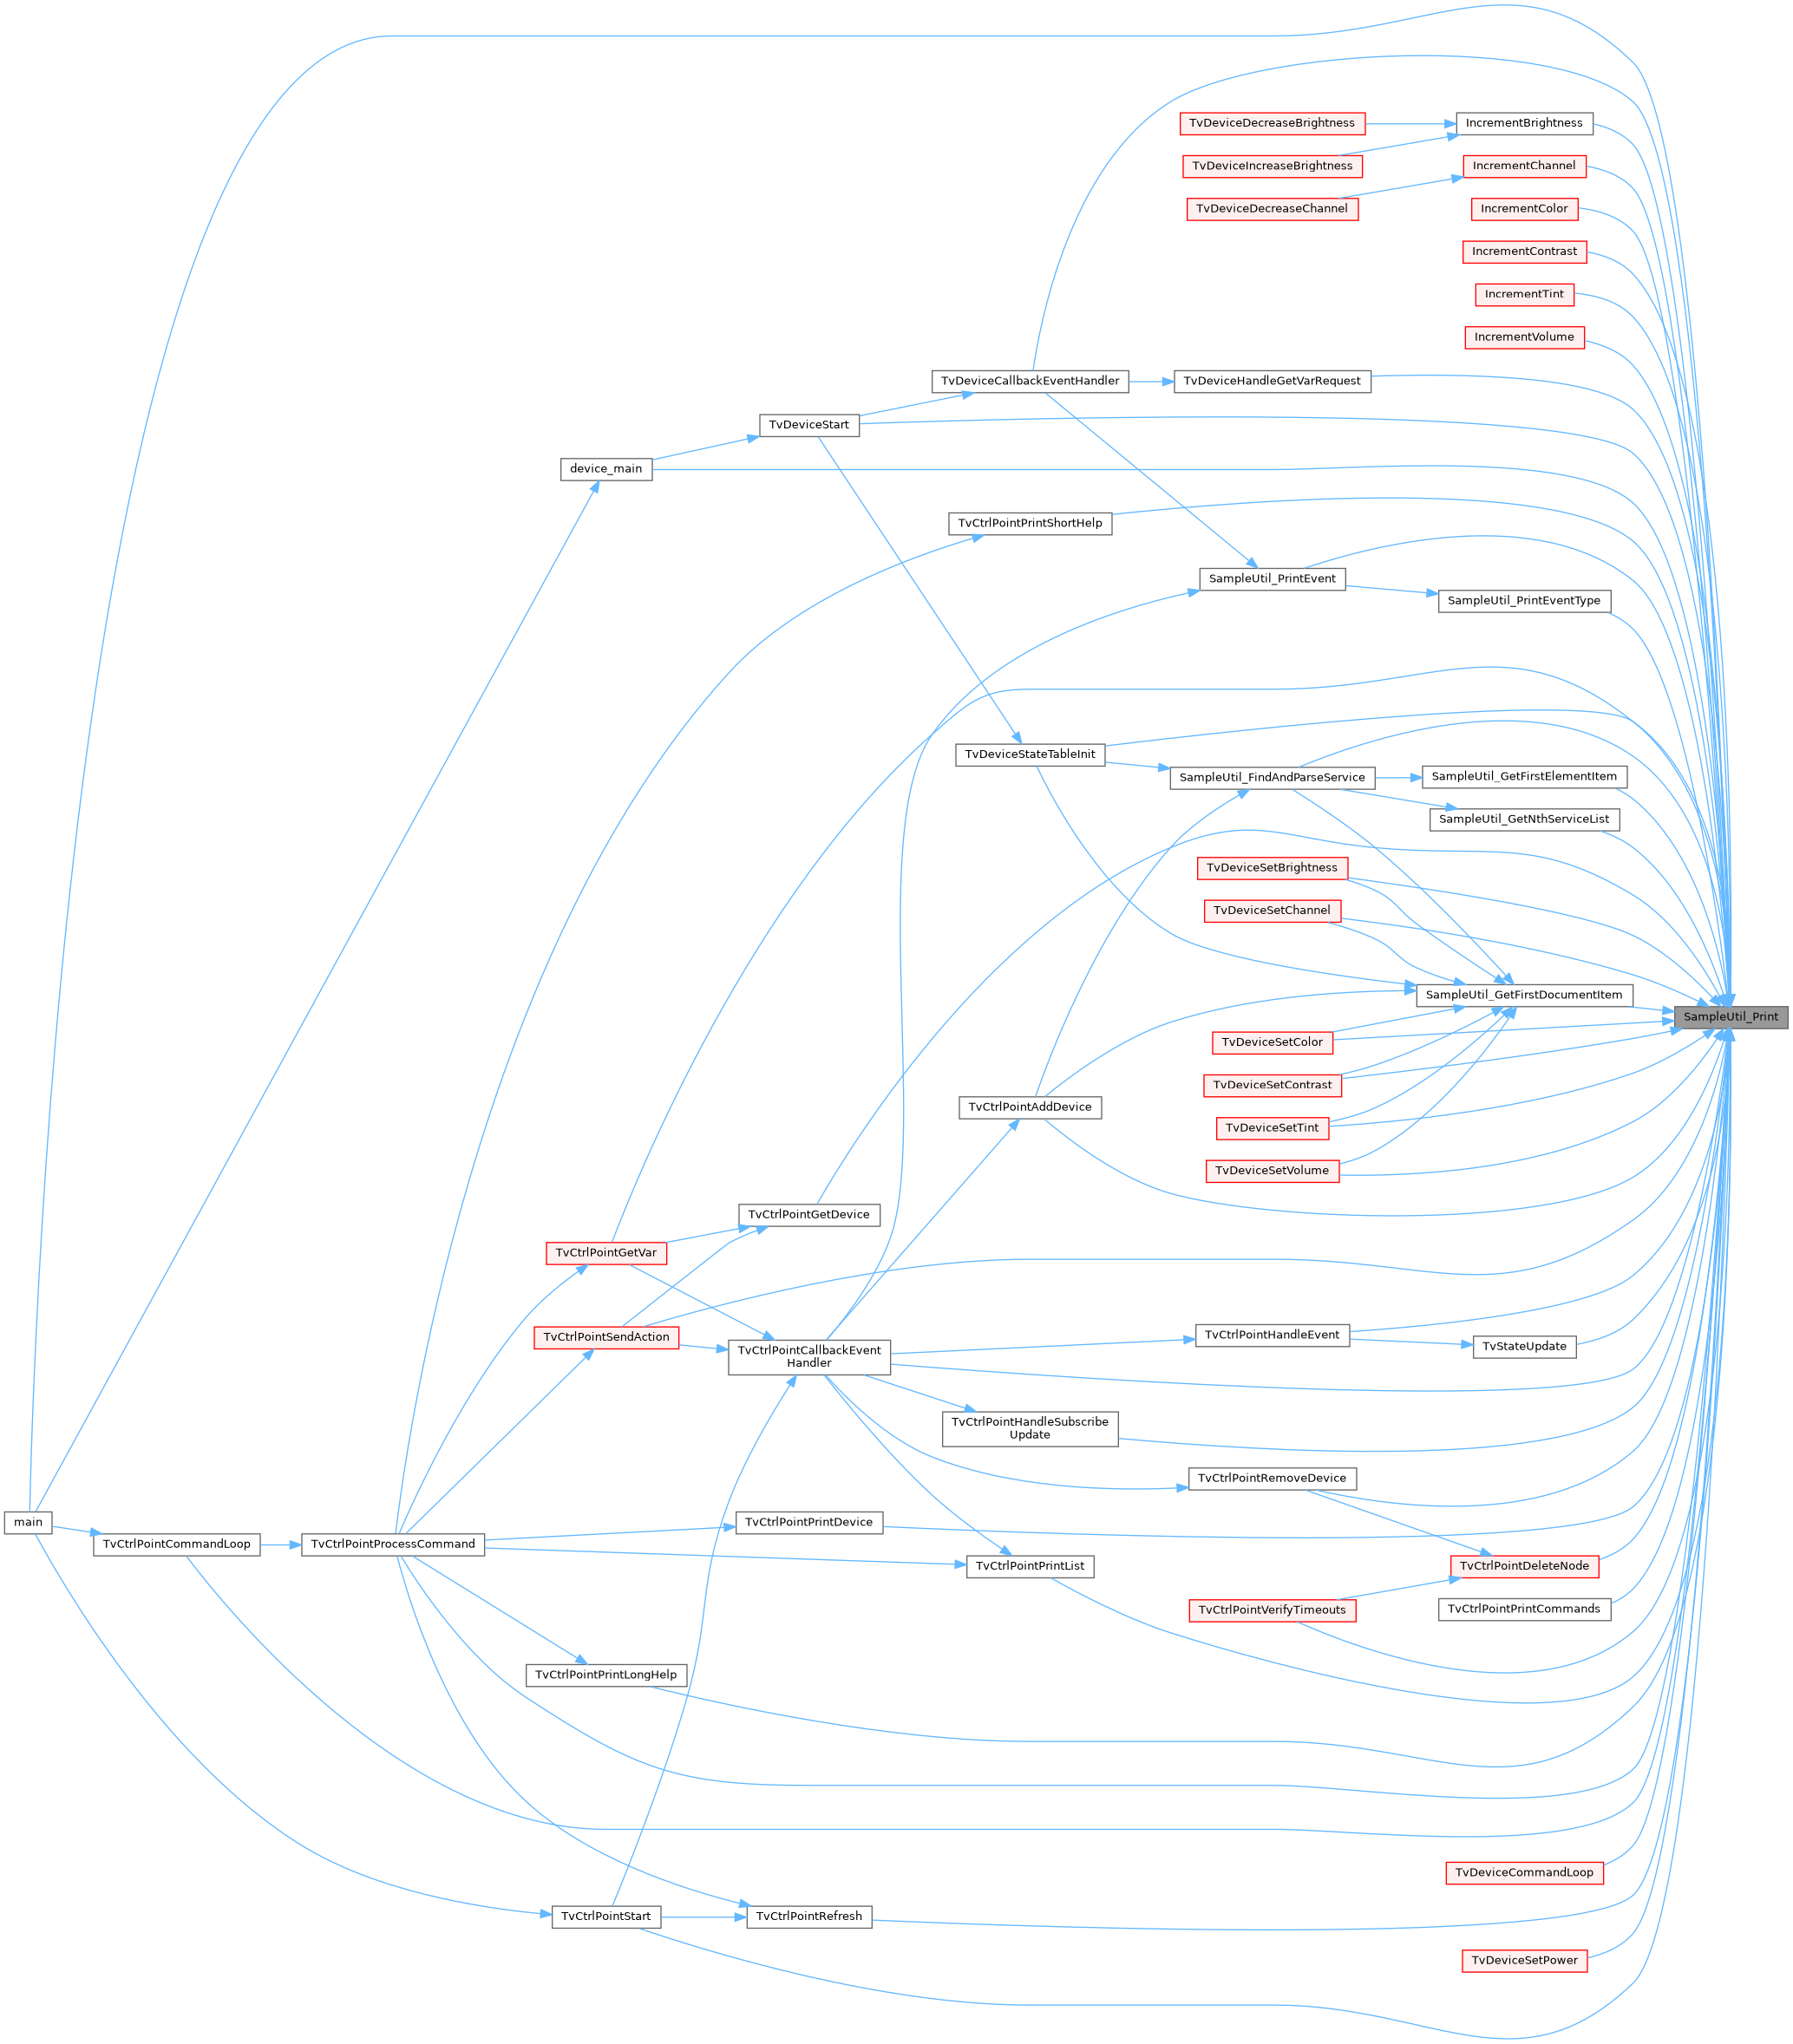 TvDeviceDecreaseBrightness
IncrementBrightness
TvDeviceIncreaseBrightness
IncrementChannel
TvDeviceDecreaseChannel
IncrementColor
IncrementContrast
IncrementTint
IncrementVolume
TvDeviceCallbackEventHandler
TvDeviceHandleGetVarRequest
TvDeviceStart
device_main
TvCtrlPointPrintShortHelp
SampleUtil_PrintEvent
SampleUtil_PrintEventType
TvDeviceStateTableInit
SampleUtil_FindAndParseService
SampleUtil_GetFirstElementItem
SampleUtil_GetNthServiceList
TvDeviceSetBrightness
TvDeviceSetChannel
SampleUtil_GetFirstDocumentItem
SampleUtil_Print
TvDeviceSetColor
TvDeviceSetContrast
TvCtrlPointAddDevice
TvDeviceSetTint
TvDeviceSetVolume
TvCtrlPointGetDevice
TvCtrlPointGetVar
TvCtrlPointSendAction
TvCtrlPointCallbackEvent
Handler
TvCtrlPointHandleEvent
TvStateUpdate
TvCtrlPointHandleSubscribe
Update
TvCtrlPointRemoveDevice
main
TvCtrlPointCommandLoop
TvCtrlPointProcessCommand
TvCtrlPointPrintDevice
TvCtrlPointPrintList
TvCtrlPointDeleteNode
TvCtrlPointVerifyTimeouts
TvCtrlPointPrintCommands
TvCtrlPointPrintLongHelp
TvDeviceCommandLoop
TvCtrlPointStart
TvCtrlPointRefresh
TvDeviceSetPower